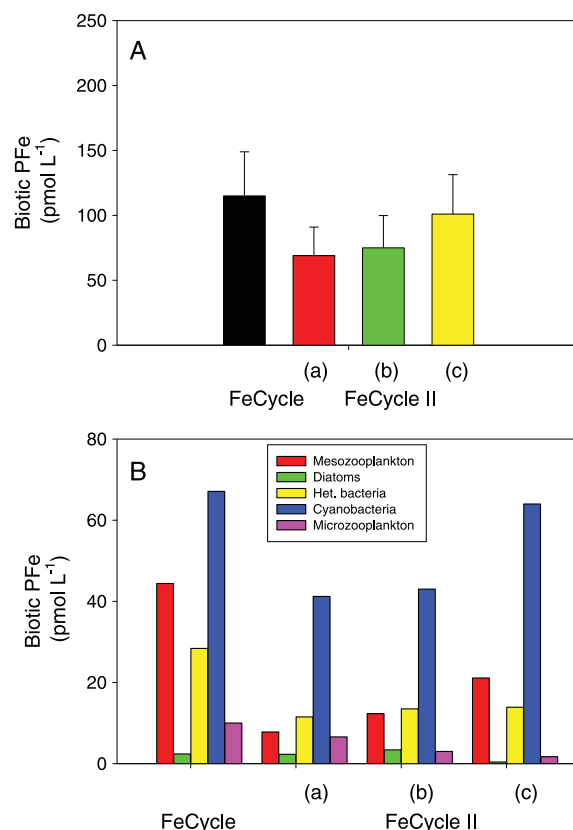 A
250
200
150
100
50
0
Biotic PFe
(pmol L⁻¹)
(a) (b) (c)
FeCycle FeCycle II
B
80
60
40
20
0
Biotic PFe
(pmol L⁻¹)
Mesozooplankton
Diatoms
Het. bacteria
Cyanobacteria
Microzooplankton
(a) (b) (c)
FeCycle FeCycle II